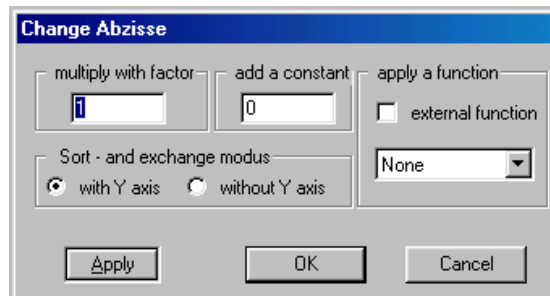 Change Abzisse
multiply with factor
1
add a constant
0
apply a function
external function
None
Sort - and exchange modus
with Y axis
without Y axis
Apply
OK
Cancel